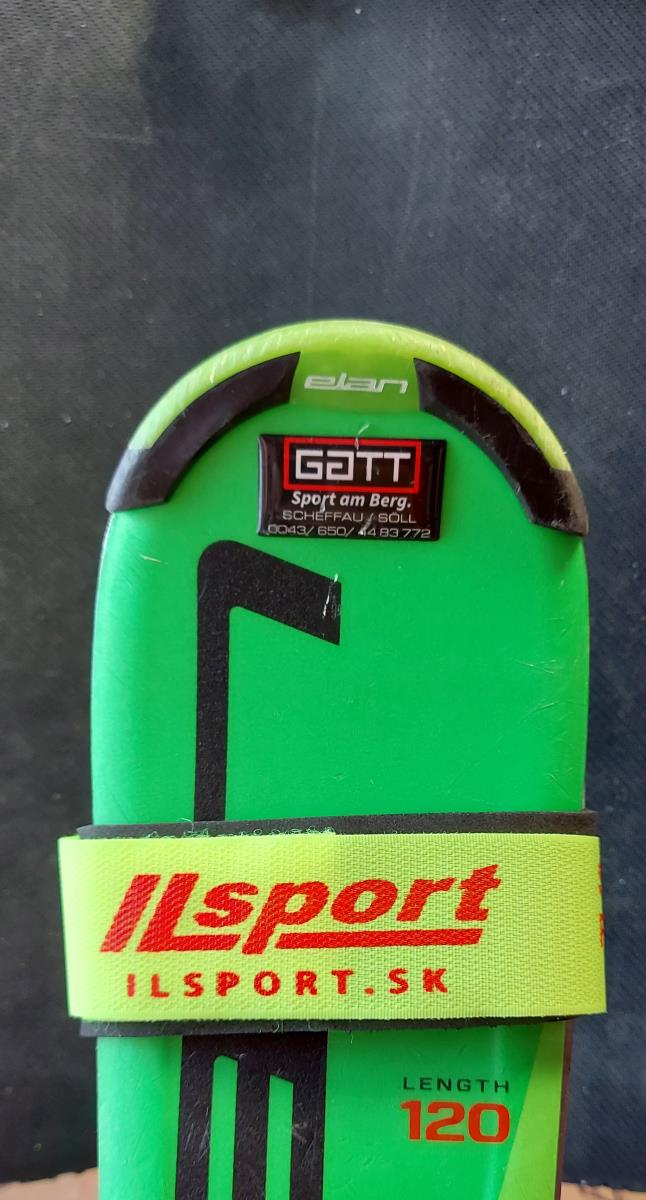 elan
GATT
Sport am Berg.
SCHEFFAU / SÖLL
0043/ 650/ 44 83 772
ILsport
ILSPORT.SK
LENGTH
120